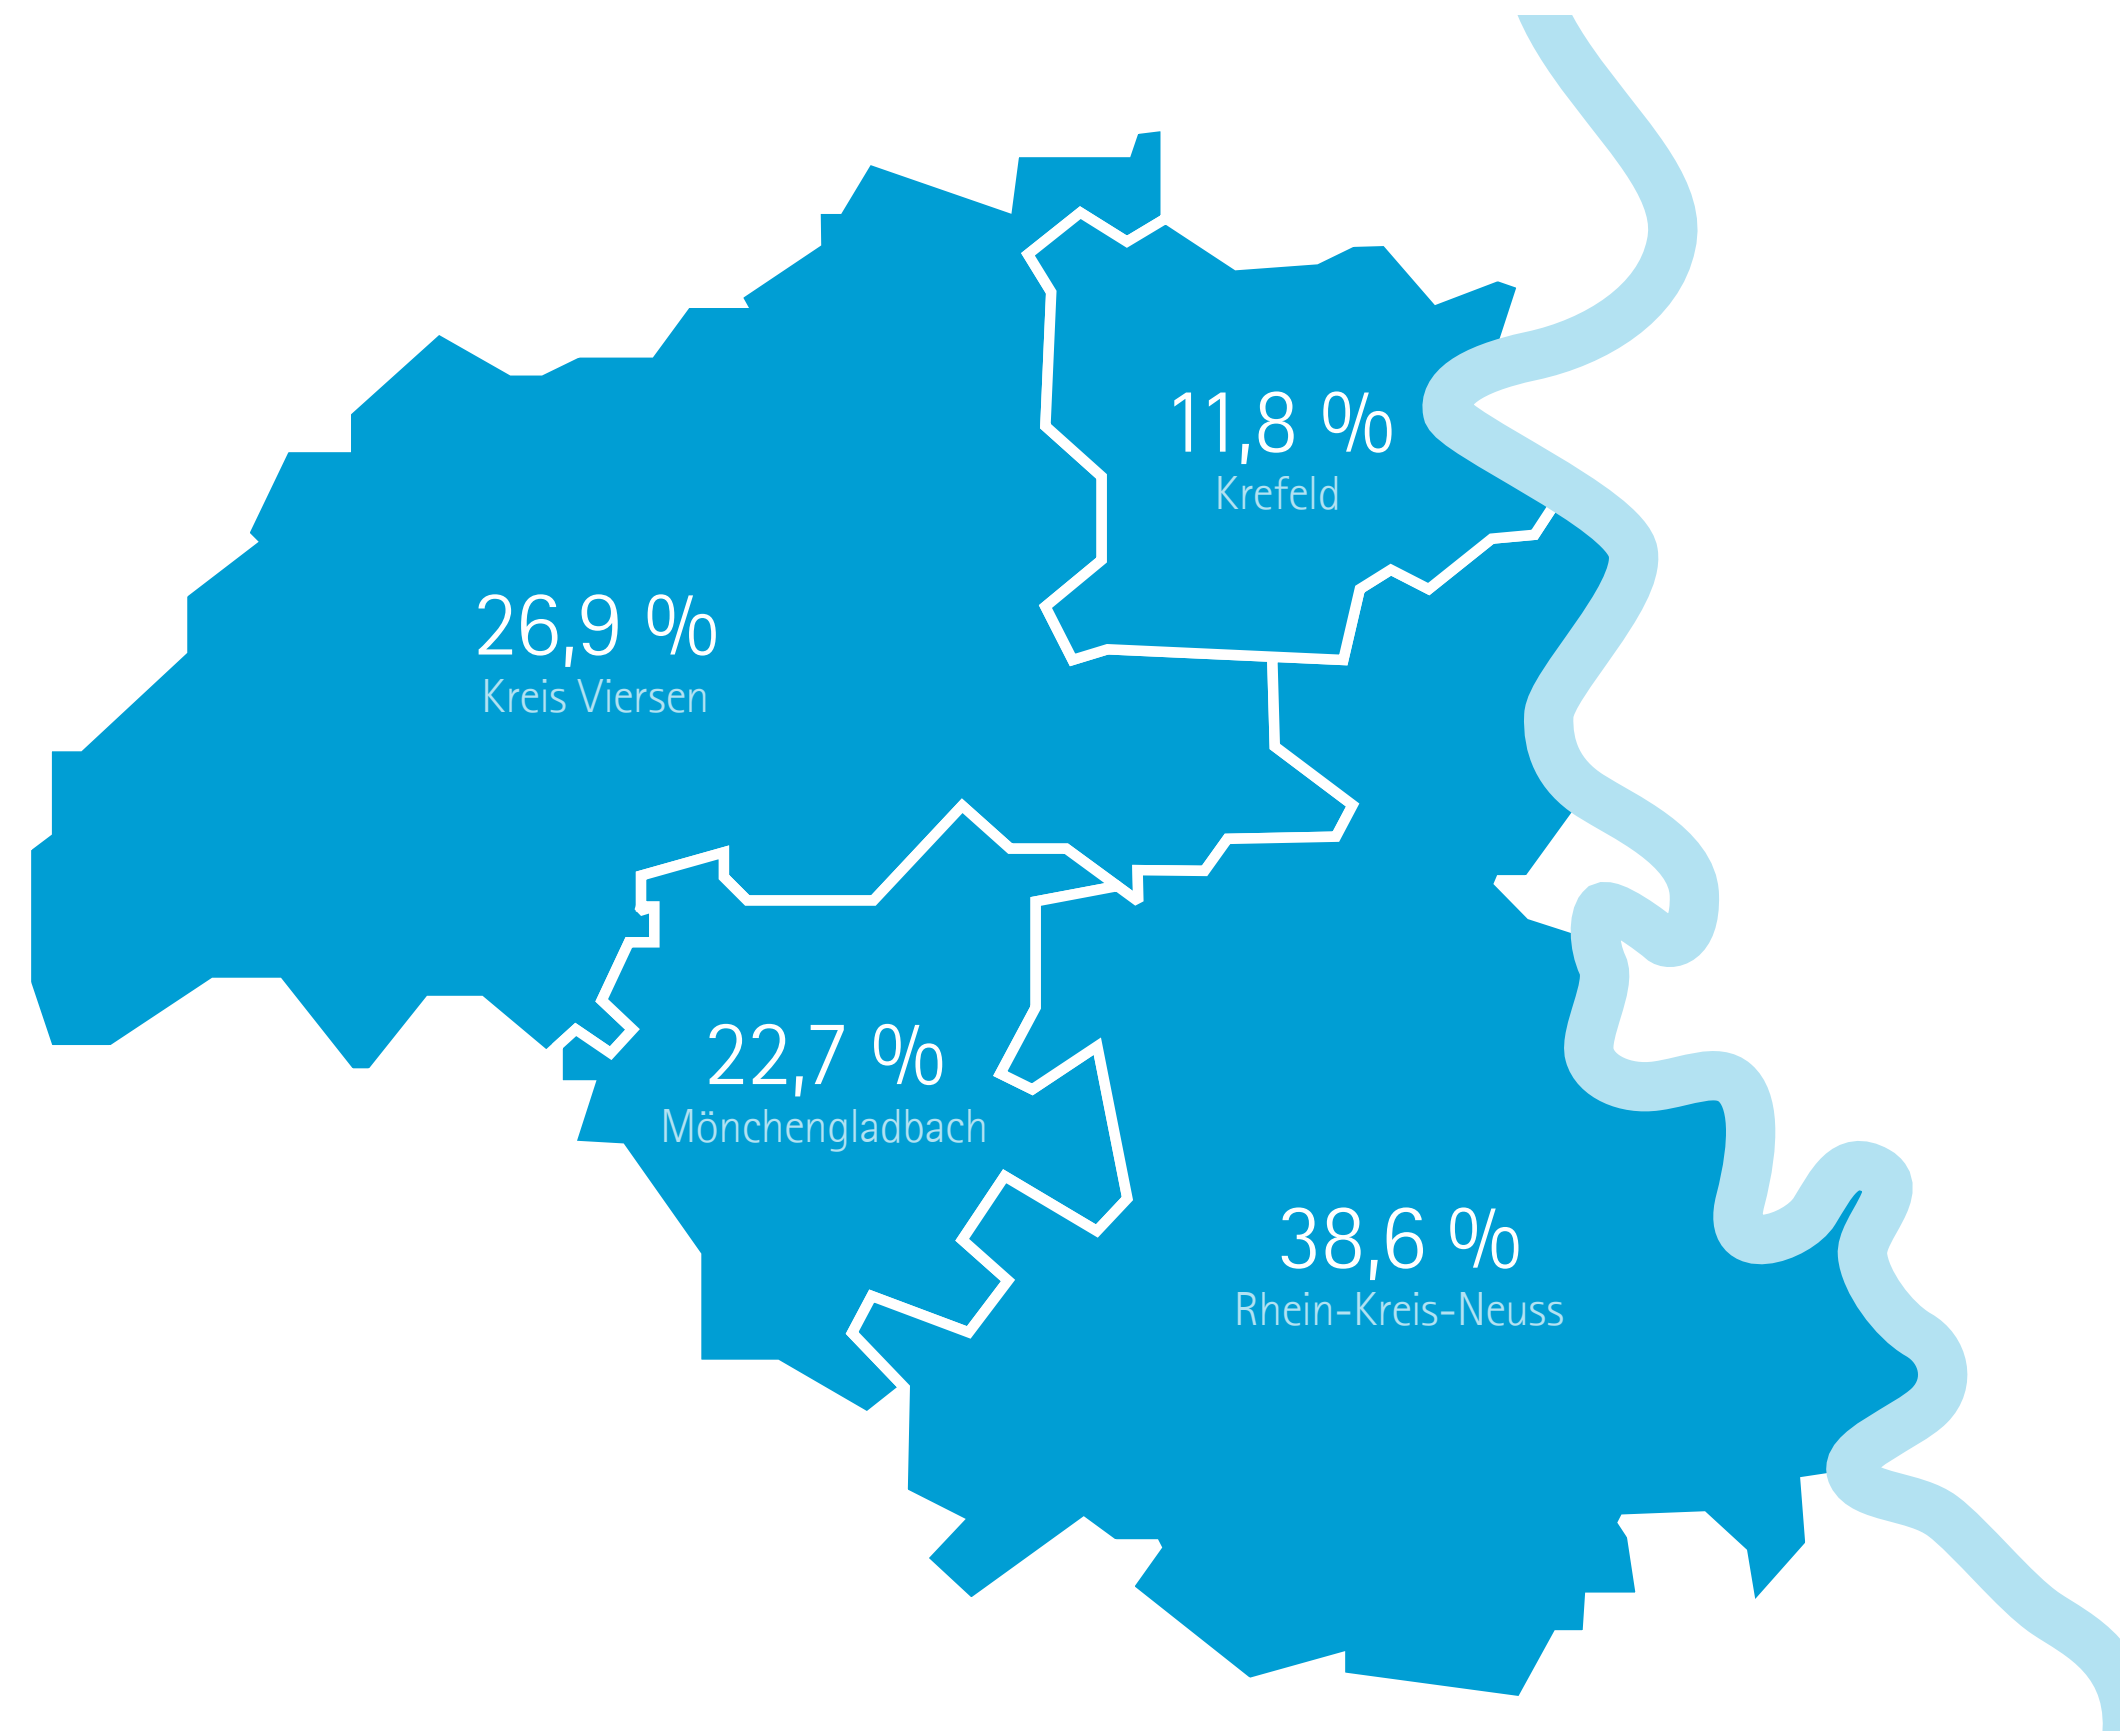 11,8 %
Krefeld
26,9 %
Kreis Viersen
22,7 %
Mönchengladbach
38,6 %
Rhein-Kreis-Neuss